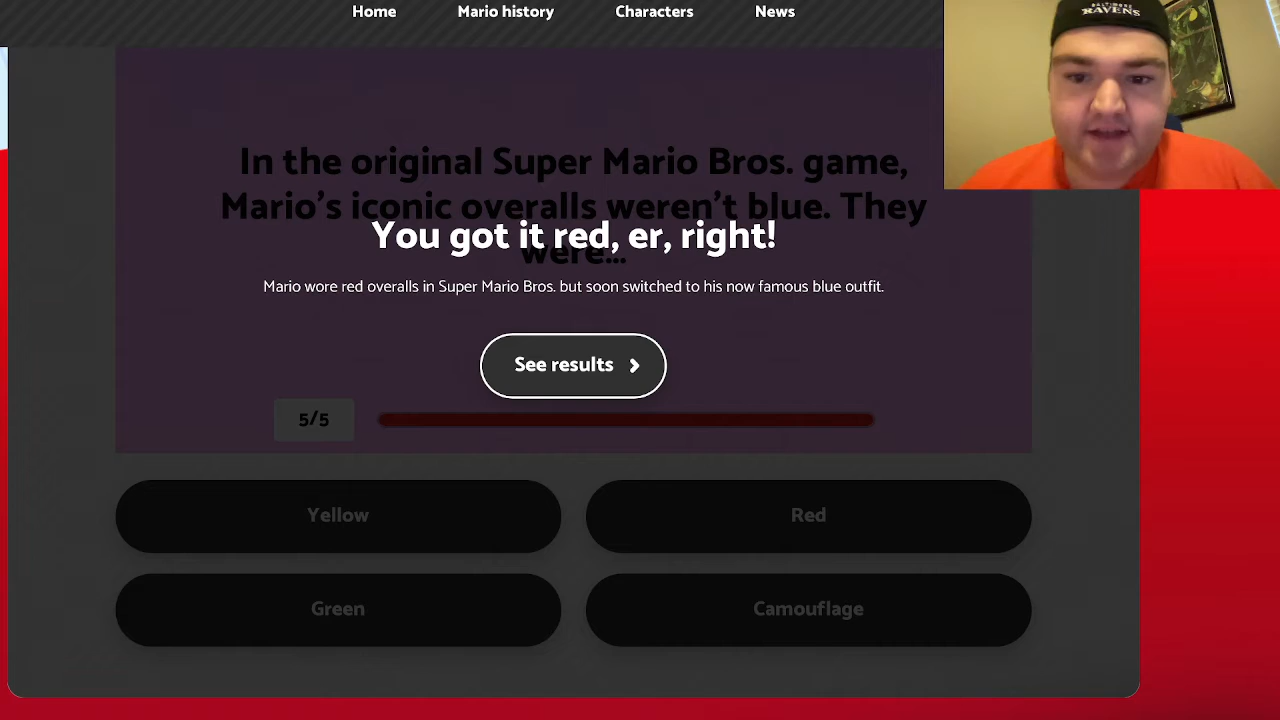 Home Mario history Characters News
BALTIMORE
RAVENS
In the original Super Mario Bros. game,
Mario’s iconic overalls weren’t blue. They
were...
You got it red, er, right!
Mario wore red overalls in Super Mario Bros. but soon switched to his now famous blue outfit.
See results
5/5
Yellow
Red
Green
Camouflage